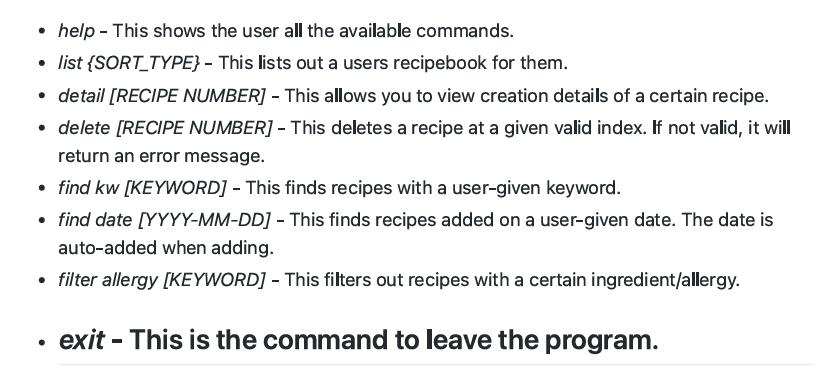 • help - This shows the user all the available commands.
• list {SORT_TYPE} - This lists out a users recipebook for them.
• detail [RECIPE NUMBER] - This allows you to view creation details of a certain recipe.
• delete [RECIPE NUMBER] - This deletes a recipe at a given valid index. If not valid, it will
return an error message.
• find kw [KEYWORD] - This finds recipes with a user-given keyword.
• find date [YYYY-MM-DD] - This finds recipes added on a user-given date. The date is
auto-added when adding.
• filter allergy [KEYWORD] - This filters out recipes with a certain ingredient/allergy.
• exit - This is the command to leave the program.